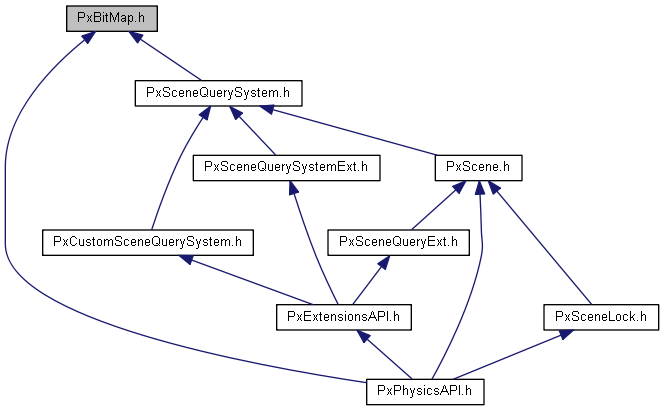 PxBitMap.h
PxSceneQuerySystem.h
PxSceneQuerySystemExt.h
PxScene.h
PxCustomSceneQuerySystem.h
PxSceneQueryExt.h
PxExtensionsAPI.h
PxSceneLock.h
PxPhysicsAPI.h